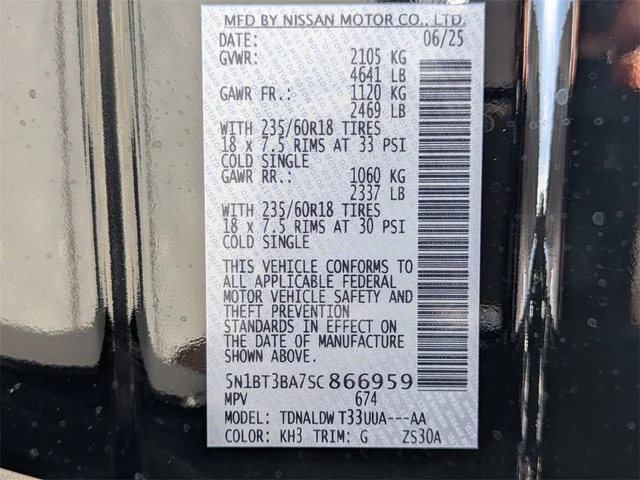 MFD BY NISSAN MOTOR CO., LTD.
DATE: 06/25
GVWR: 2105 KG
4641 LB
GAWR FR.: 1120 KG
2469 LB
WITH 235/60R18 TIRES
18 x 7.5 RIMS AT 33 PSI
COLD SINGLE
GAWR RR.: 1060 KG
2337 LB
WITH 235/60R18 TIRES
18 x 7.5 RIMS AT 30 PSI
COLD SINGLE
THIS VEHICLE CONFORMS TO
ALL APPLICABLE FEDERAL
MOTOR VEHICLE SAFETY AND
THEFT PREVENTION
STANDARDS IN EFFECT ON
THE DATE OF MANUFACTURE
SHOWN ABOVE.
5N1BT3BA7SC866959
MPV 674
MODEL: TDNALDW T33UUA---AA
COLOR: KH3 TRIM: G ZS30A